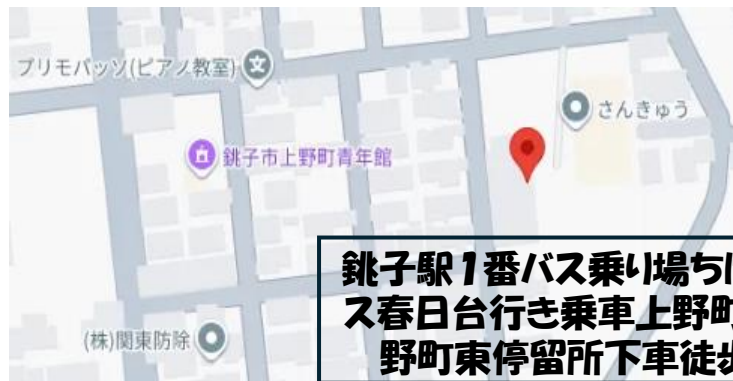 プリモパッソ(ピアノ教室)
さんきゅう
銚子市上野町青年館
(株)関東防除
銚子駅1番バス乗り場ち
ス春日台行き乗車上野町
野町東停留所下車徒歩